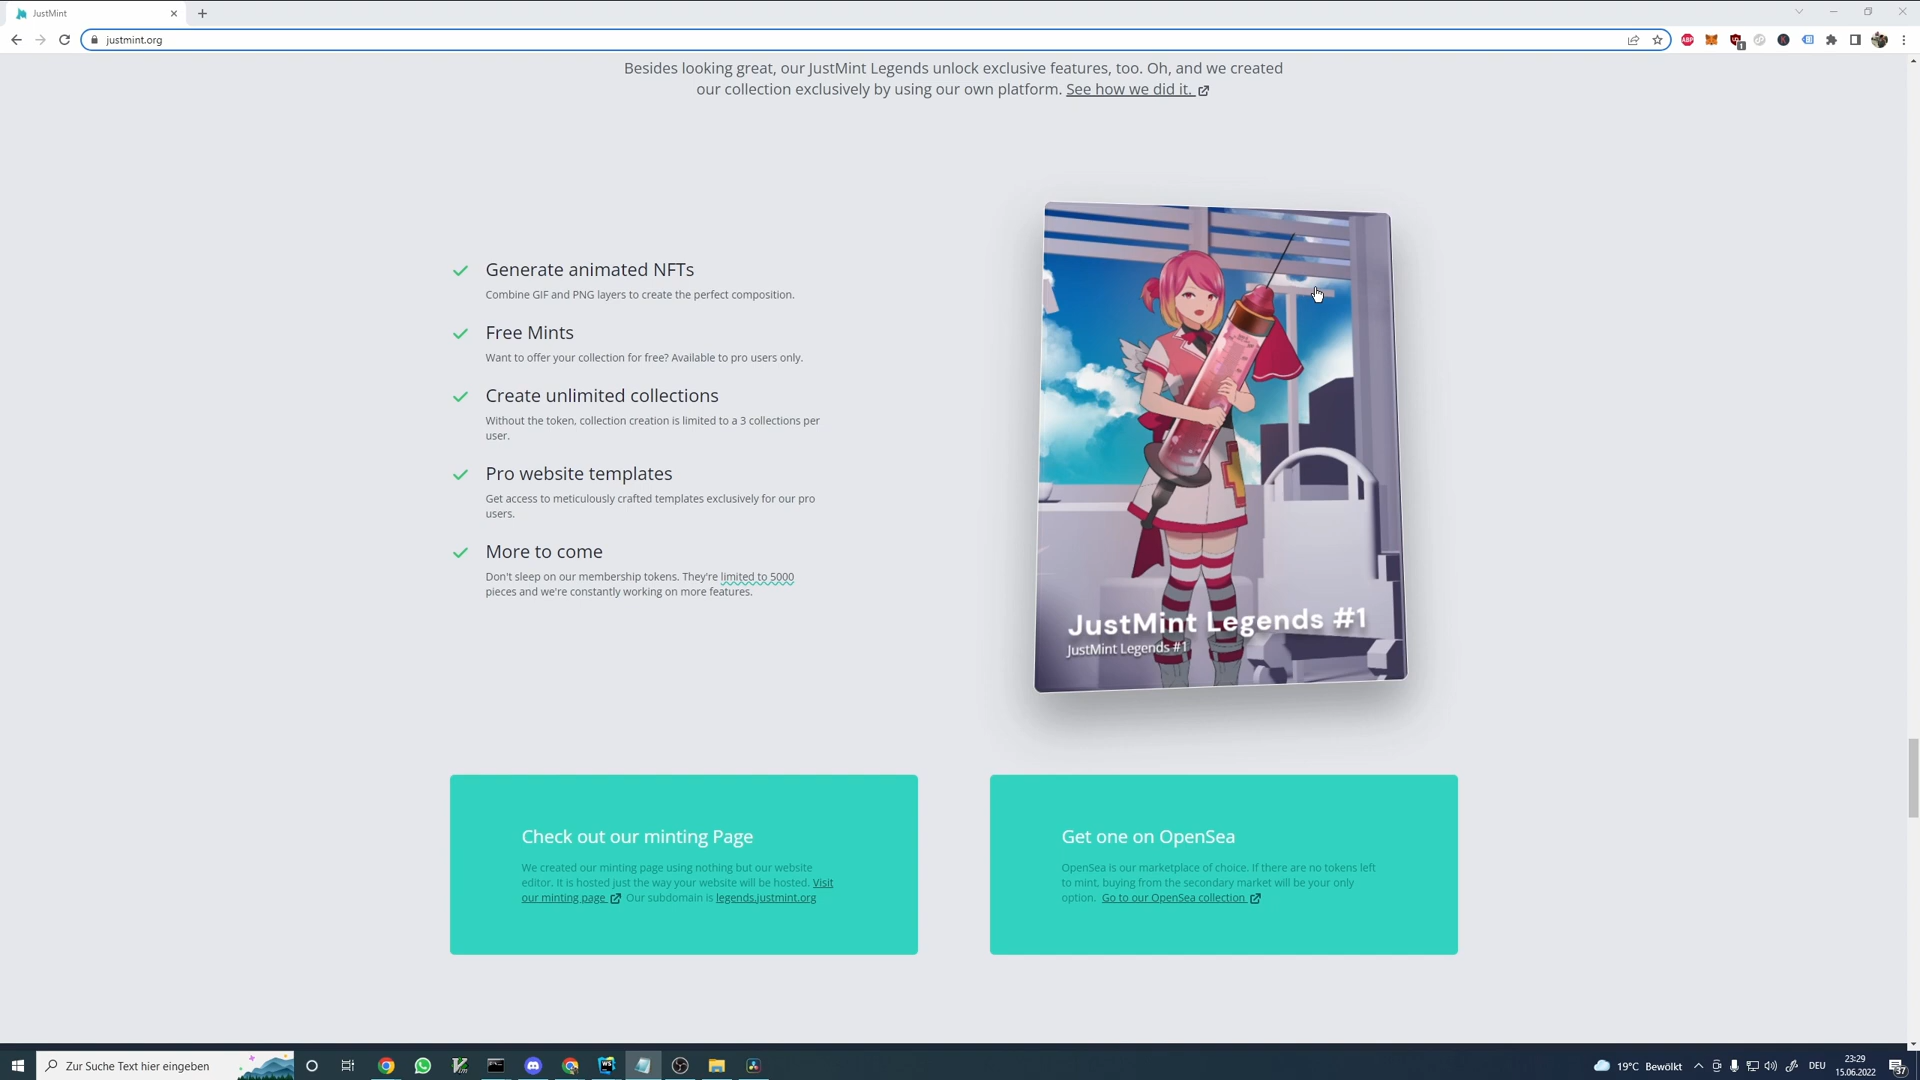 JustMint
justmint.org
1
Besides looking great, our JustMint Legends unlock exclusive features, too. Oh, and we created
our collection exclusively by using our own platform. See how we did it.
Generate animated NFTs
Combine GIF and PNG layers to create the perfect composition.
Free Mints
Want to offer your collection for free? Available to pro users only.
Create unlimited collections
Without the token, collection creation is limited to a 3 collections per
user.
Pro website templates
Get access to meticulously crafted templates exclusively for our pro
users.
More to come
Don't sleep on our membership tokens. They're limited to 5000
pieces and we're constantly working on more features.
JustMint Legends #1
JustMint Legends #1
Check out our minting Page
We created our minting page using nothing but our website
editor. It is hosted just the way your website will be hosted. Visit
our minting page Our subdomain is legends.justmint.org
Get one on OpenSea
OpenSea is our marketplace of choice. If there are no tokens left
to mint, buying from the secondary market will be your only
option. Go to our OpenSea collection
Zur Suche Text hier eingeben
19°C Bewölkt
DEU
23:29
15.06.2022
37